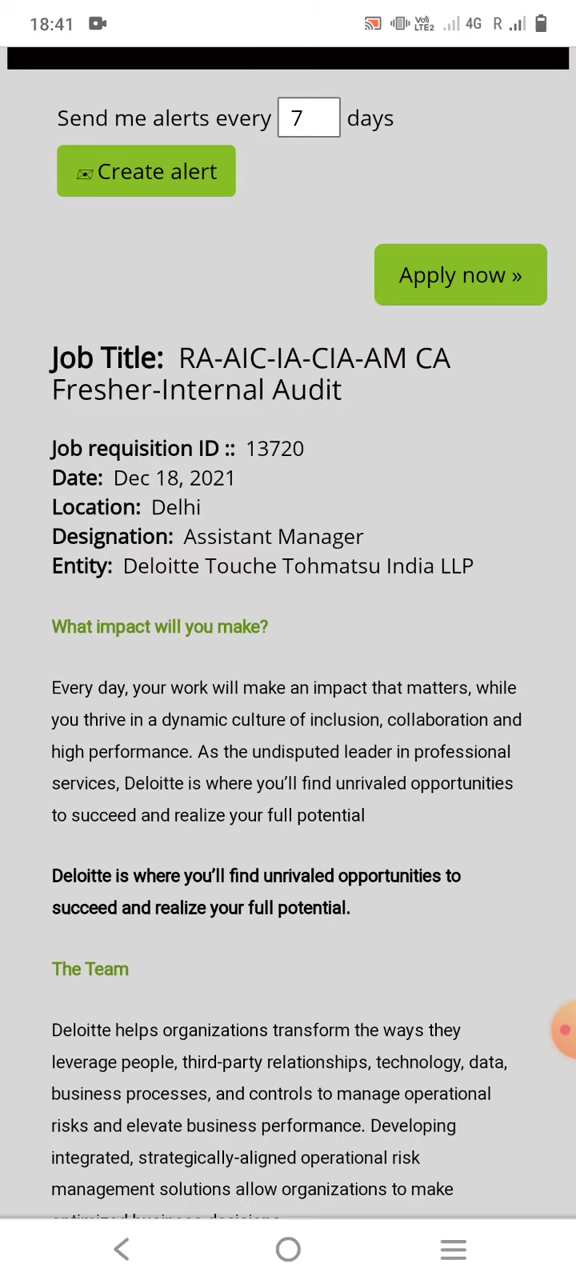 18:41 Vo) LTE2 4G R
Send me alerts every 7 days
Create alert
Apply now »
Job Title: RA-AIC-IA-CIA-AM CA
Fresher-Internal Audit
Job requisition ID :: 13720
Date: Dec 18, 2021
Location: Delhi
Designation: Assistant Manager
Entity: Deloitte Touche Tohmatsu India LLP
What impact will you make?
Every day, your work will make an impact that matters, while
you thrive in a dynamic culture of inclusion, collaboration and
high performance. As the undisputed leader in professional
services, Deloitte is where you’ll find unrivaled opportunities
to succeed and realize your full potential
Deloitte is where you’ll find unrivaled opportunities to
succeed and realize your full potential.
The Team
Deloitte helps organizations transform the ways they
leverage people, third-party relationships, technology, data,
business processes, and controls to manage operational
risks and elevate business performance. Developing
integrated, strategically-aligned operational risk
management solutions allow organizations to make